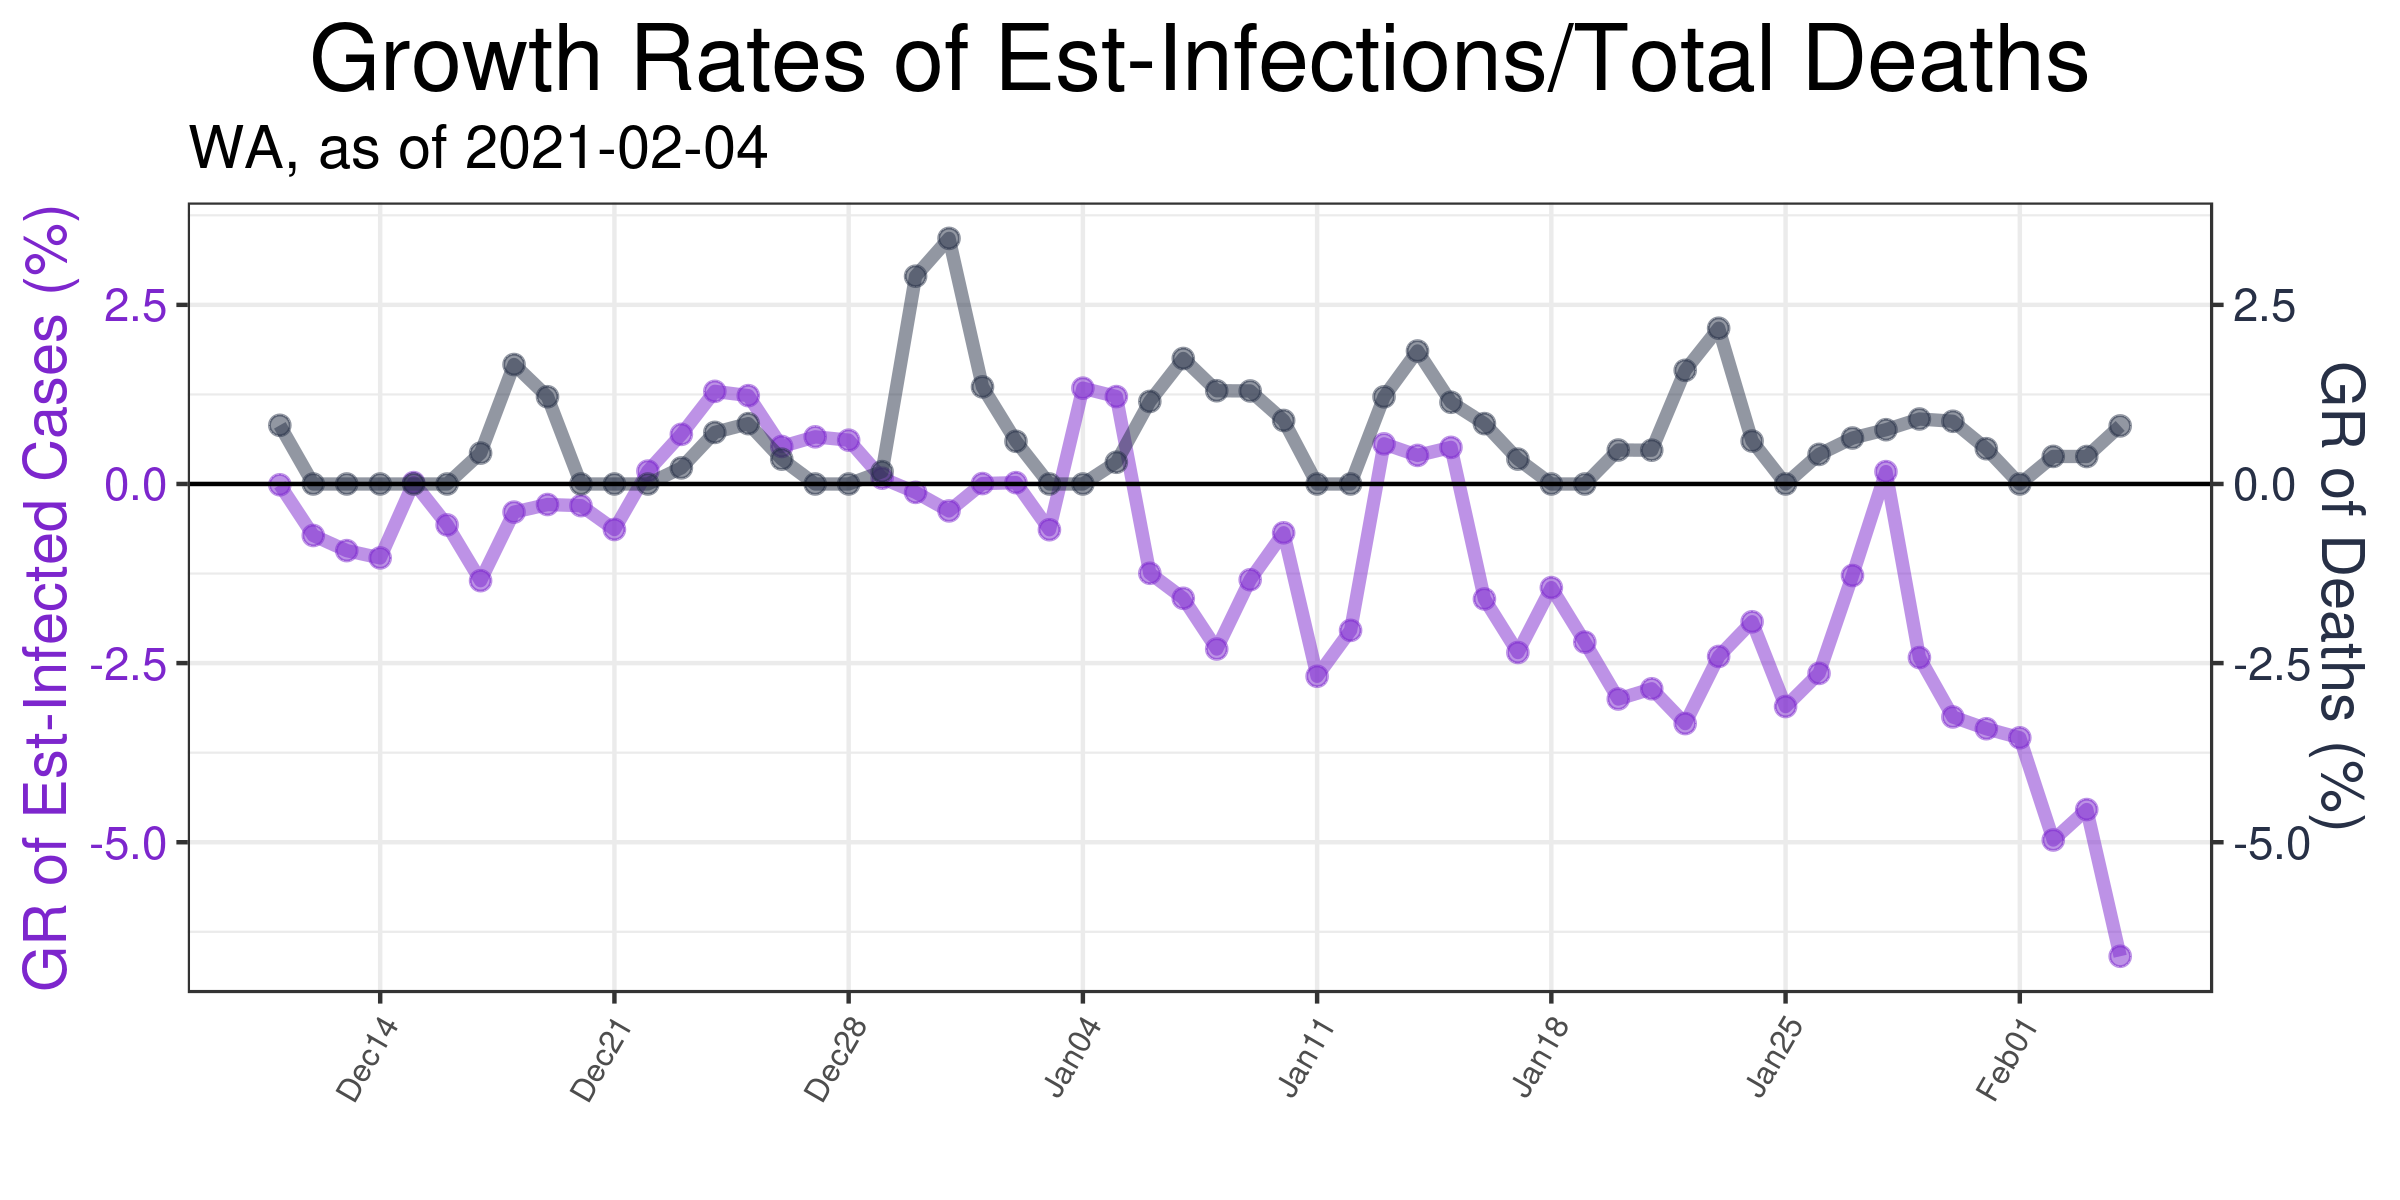 Growth Rates of Est-Infections/Total Deaths
WA, as of 2021-02-04
GR of Est-Infected Cases (%)
2.5
0.0
-2.5
-5.0
2.5
0.0
-2.5
-5.0
GR of Deaths (%)
Dec14
Dec21
Dec28
Jan04
Jan11
Jan18
Jan25
Feb01